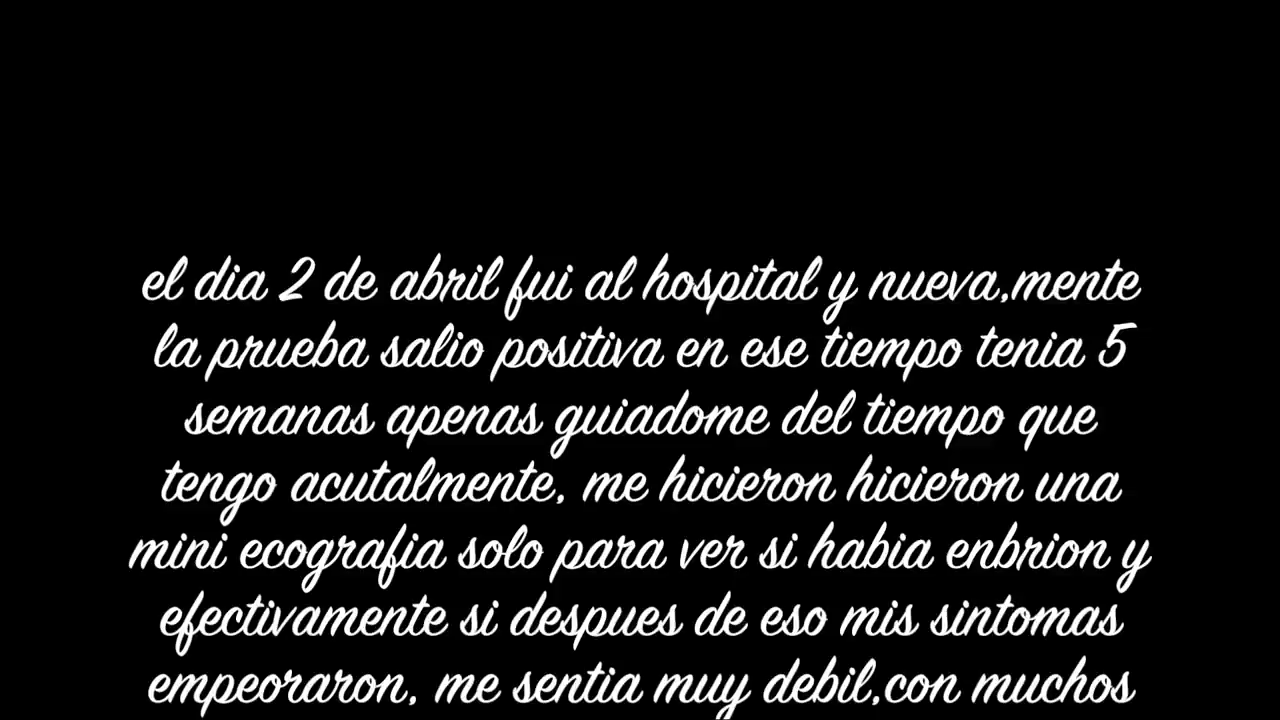 el dia 2 de abril fui al hospital y nueva,mente
la prueba salio positiva en ese tiempo tenia 5
semanas apenas guiadome del tiempo que
tengo acutalmente, me hicieron hicieron una
mini ecografia solo para ver si habia enbrion y
efectivamente si despues de eso mis sintomas
empeoraron, me sentia muy debil,con muchos